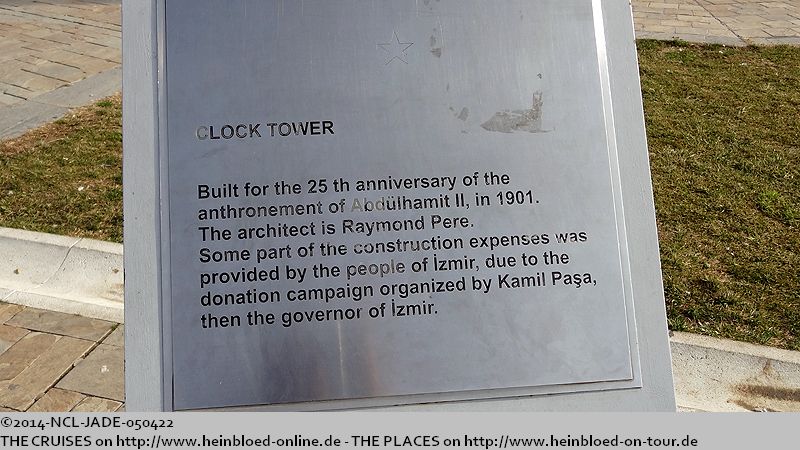 CLOCK TOWER
Built for the 25 th anniversary of the
anthronement of Abdülhamit II, in 1901.
The architect is Raymond Pere.
Some part of the construction expenses was
provided by the people of İzmir, due to the
donation campaign organized by Kamil Paşa,
then the governor of İzmir.
©2014-NCL-JADE-050422
THE CRUISES on http://www.heinbloed-online.de - THE PLACES on http://www.heinbloed-on-tour.de